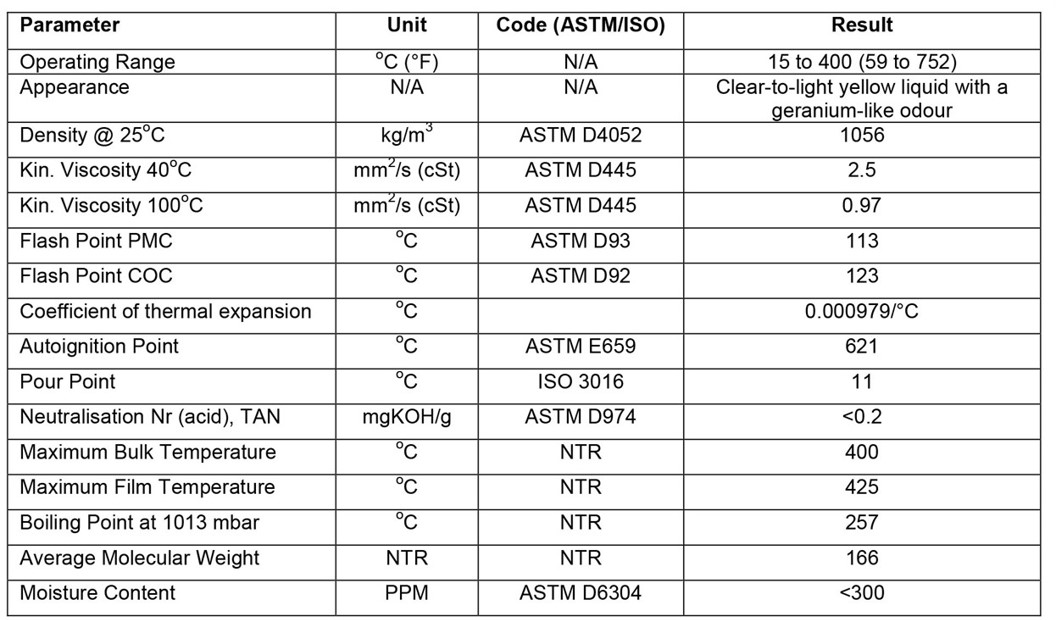 Parameter Unit Code (ASTM/ISO) Result
Operating Range °C (°F) N/A 15 to 400 (59 to 752)
Appearance N/A N/A Clear-to-light yellow liquid with a
geranium-like odour
Density @ 25°C kg/m³ ASTM D4052 1056
Kin. Viscosity 40°C mm²/s (cSt) ASTM D445 2.5
Kin. Viscosity 100°C mm²/s (cSt) ASTM D445 0.97
Flash Point PMC °C ASTM D93 113
Flash Point COC °C ASTM D92 123
Coefficient of thermal expansion °C 0.000979/°C
Autoignition Point °C ASTM E659 621
Pour Point °C ISO 3016 11
Neutralisation Nr (acid), TAN mgKOH/g ASTM D974 <0.2
Maximum Bulk Temperature °C NTR 400
Maximum Film Temperature °C NTR 425
Boiling Point at 1013 mbar °C NTR 257
Average Molecular Weight NTR NTR 166
Moisture Content PPM ASTM D6304 <300